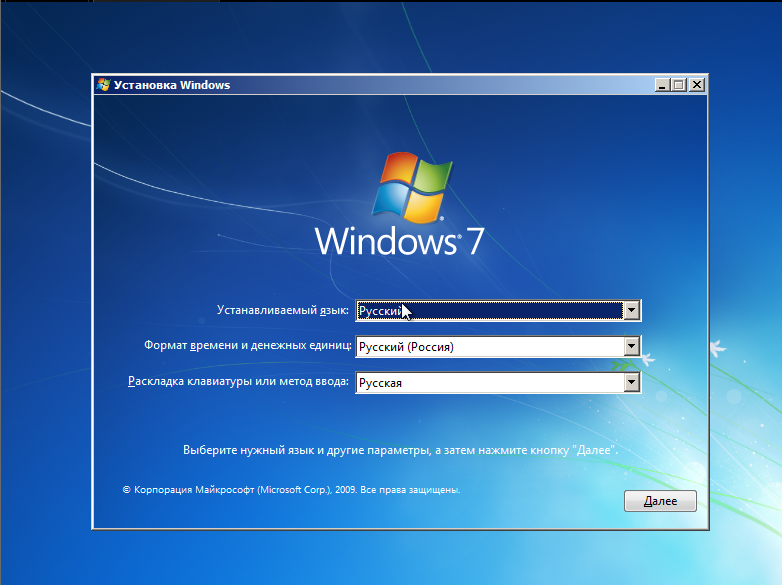 Установка Windows
Windows® 7
Устанавливаемый язык: Русский
Формат времени и денежных единиц: Русский (Россия)
Раскладка клавиатуры или метод ввода: Русская
Выберите нужный язык и другие параметры, а затем нажмите кнопку "Далее".
© Корпорация Майкрософт (Microsoft Corp.), 2009. Все права защищены.
Далее